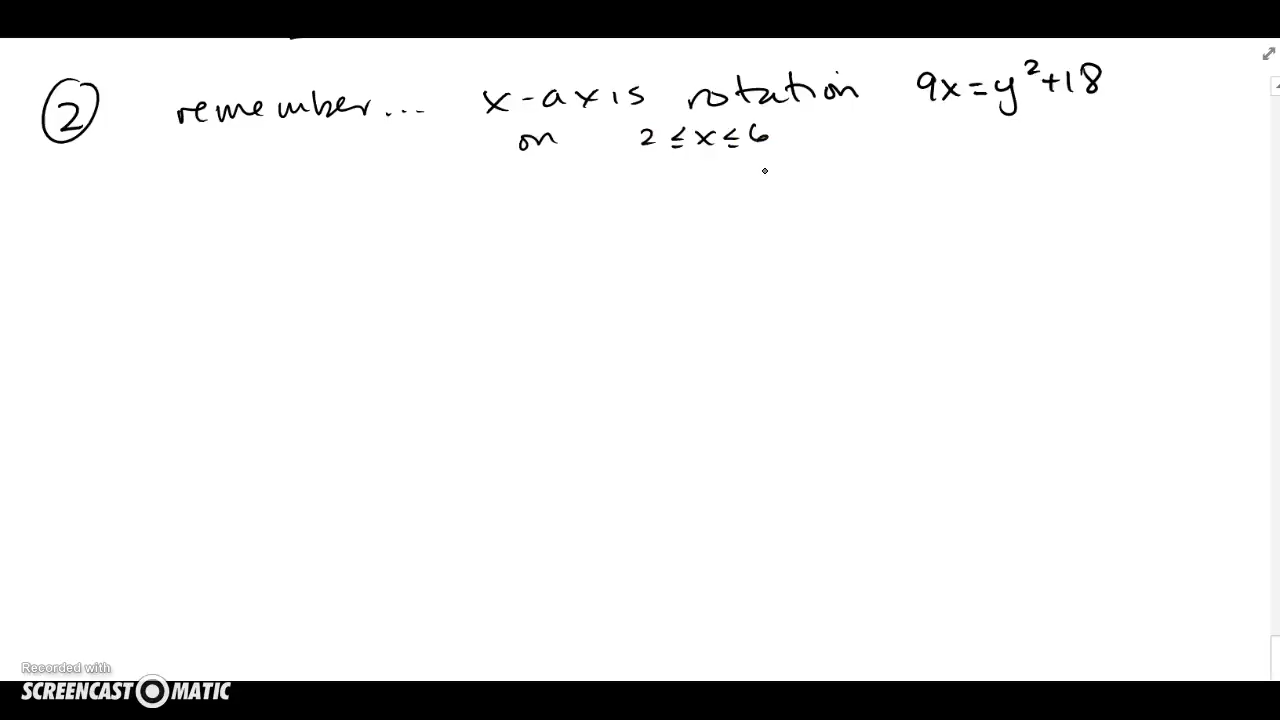 ② remember... x-axis rotation 9x=y²+18
on 2 ≤ x ≤ 6
Recorded with
SCREENCAST O MATIC